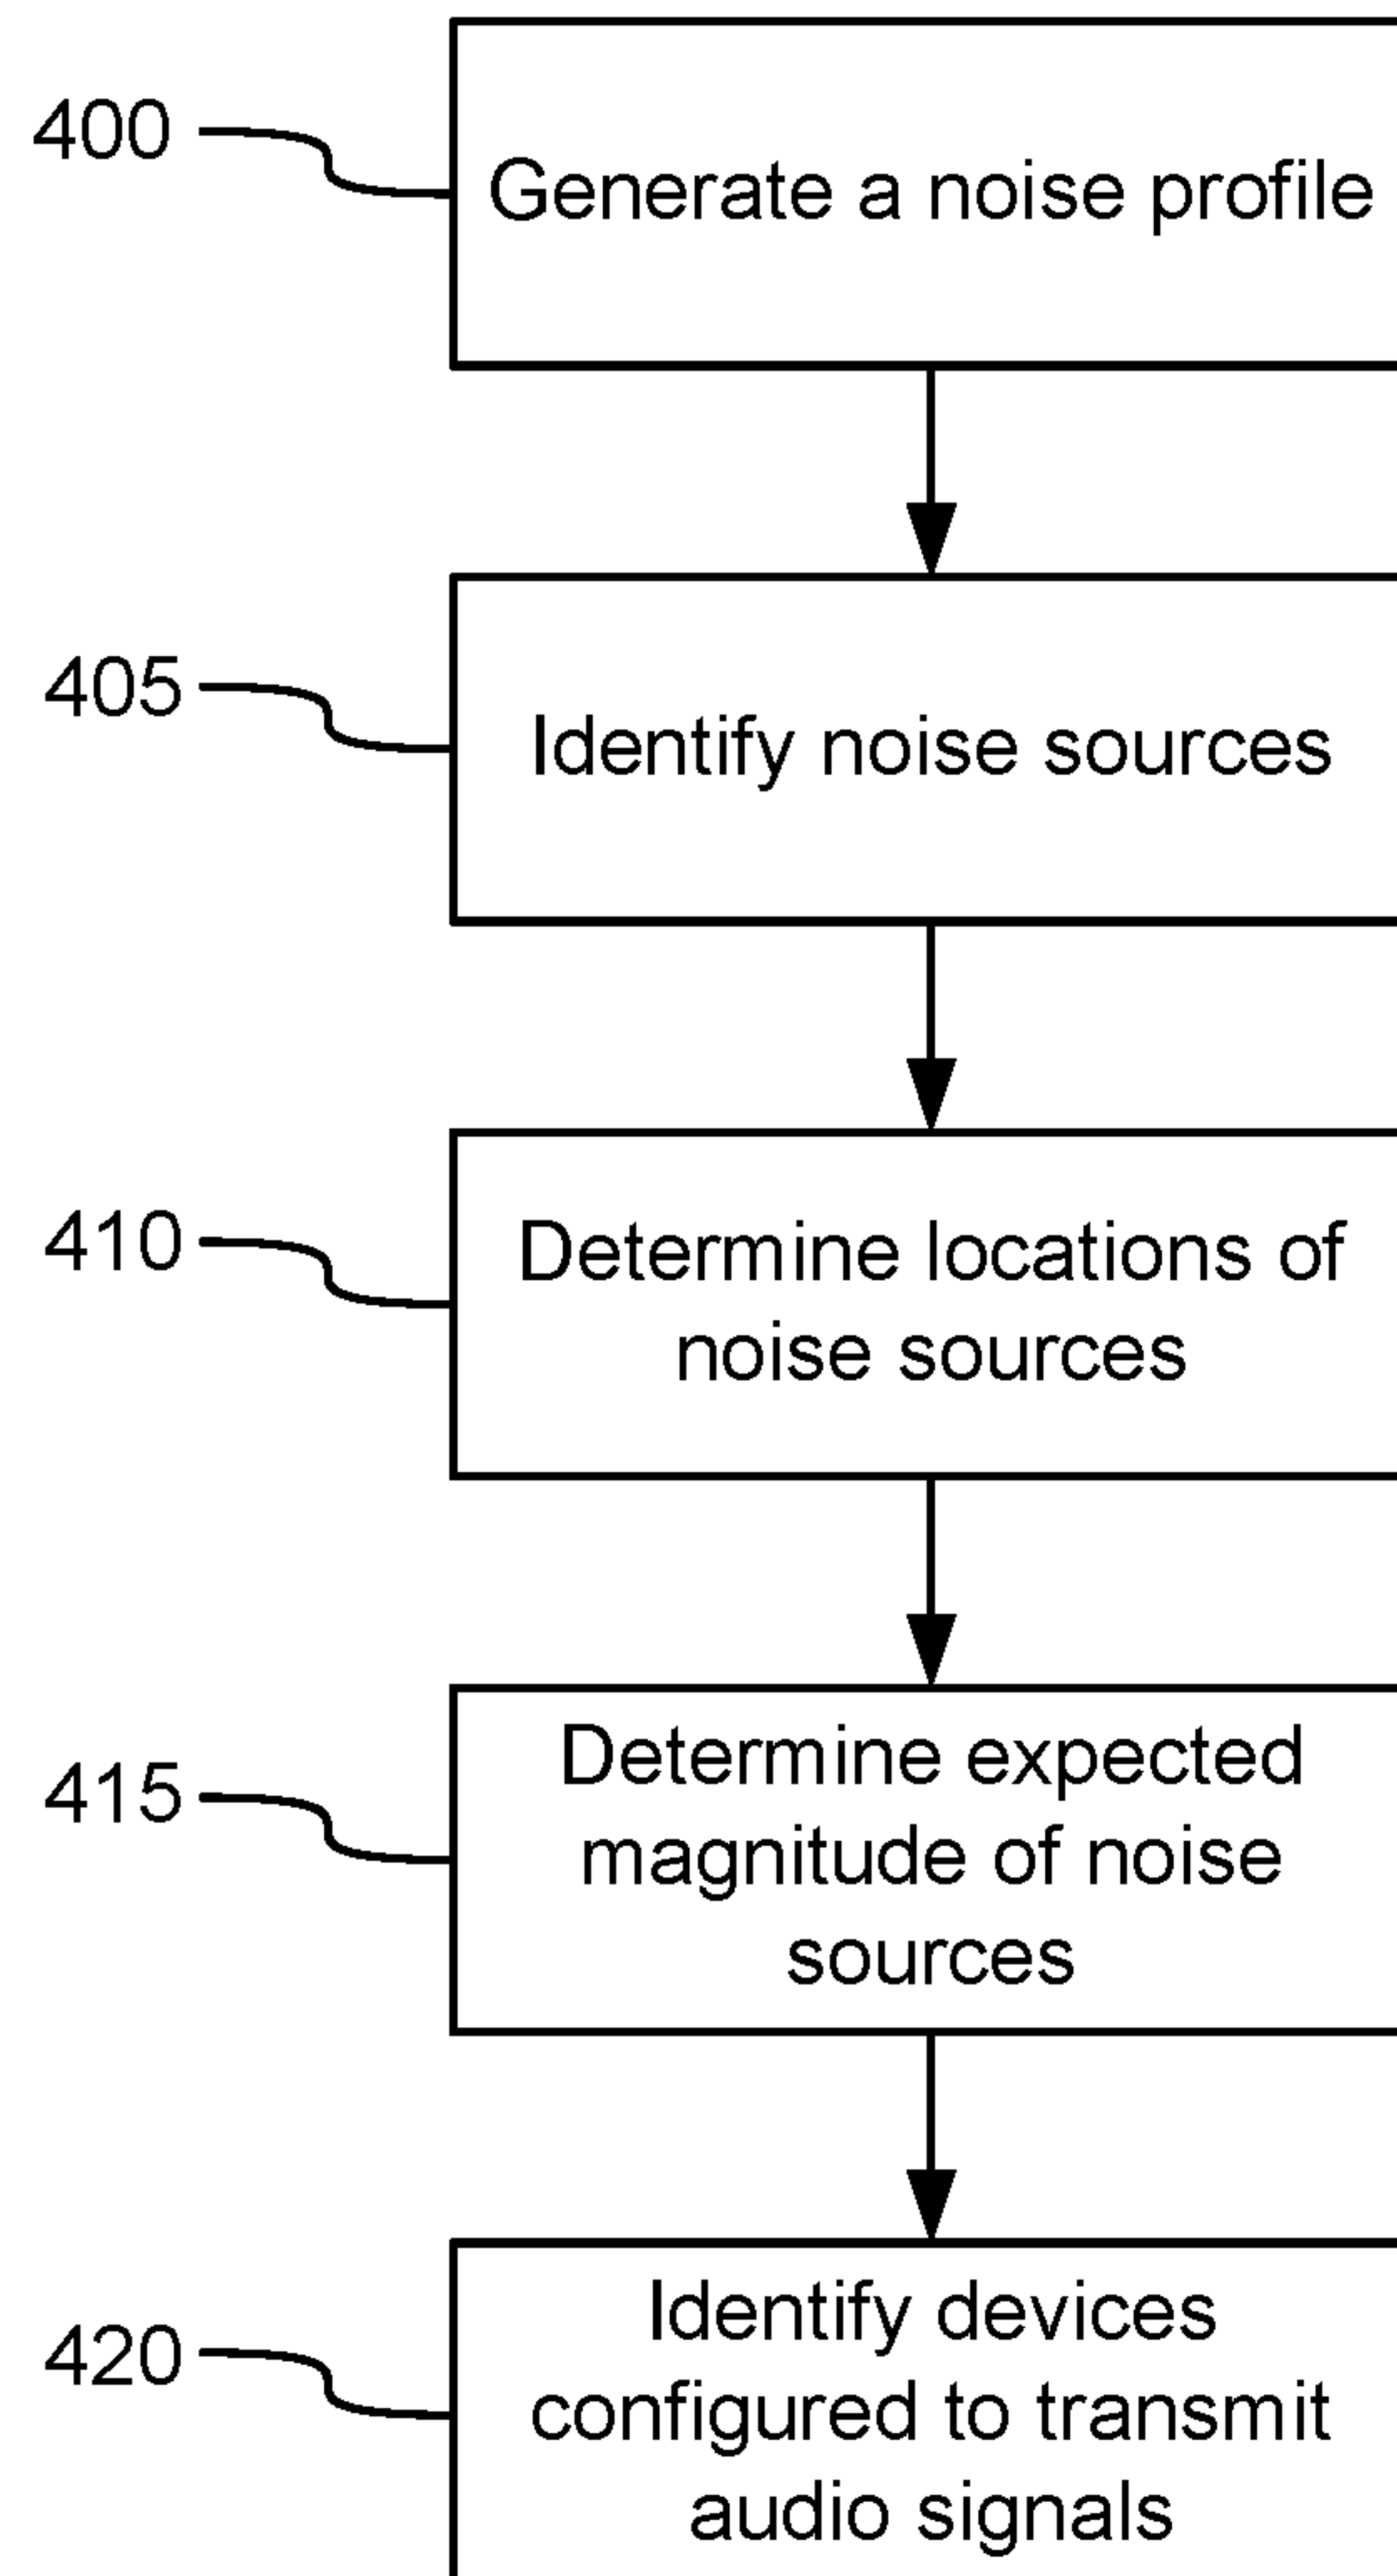 400
Generate a noise profile
405
Identify noise sources
410
Determine locations of
noise sources
415
Determine expected
magnitude of noise
sources
420
Identify devices
configured to transmit
audio signals